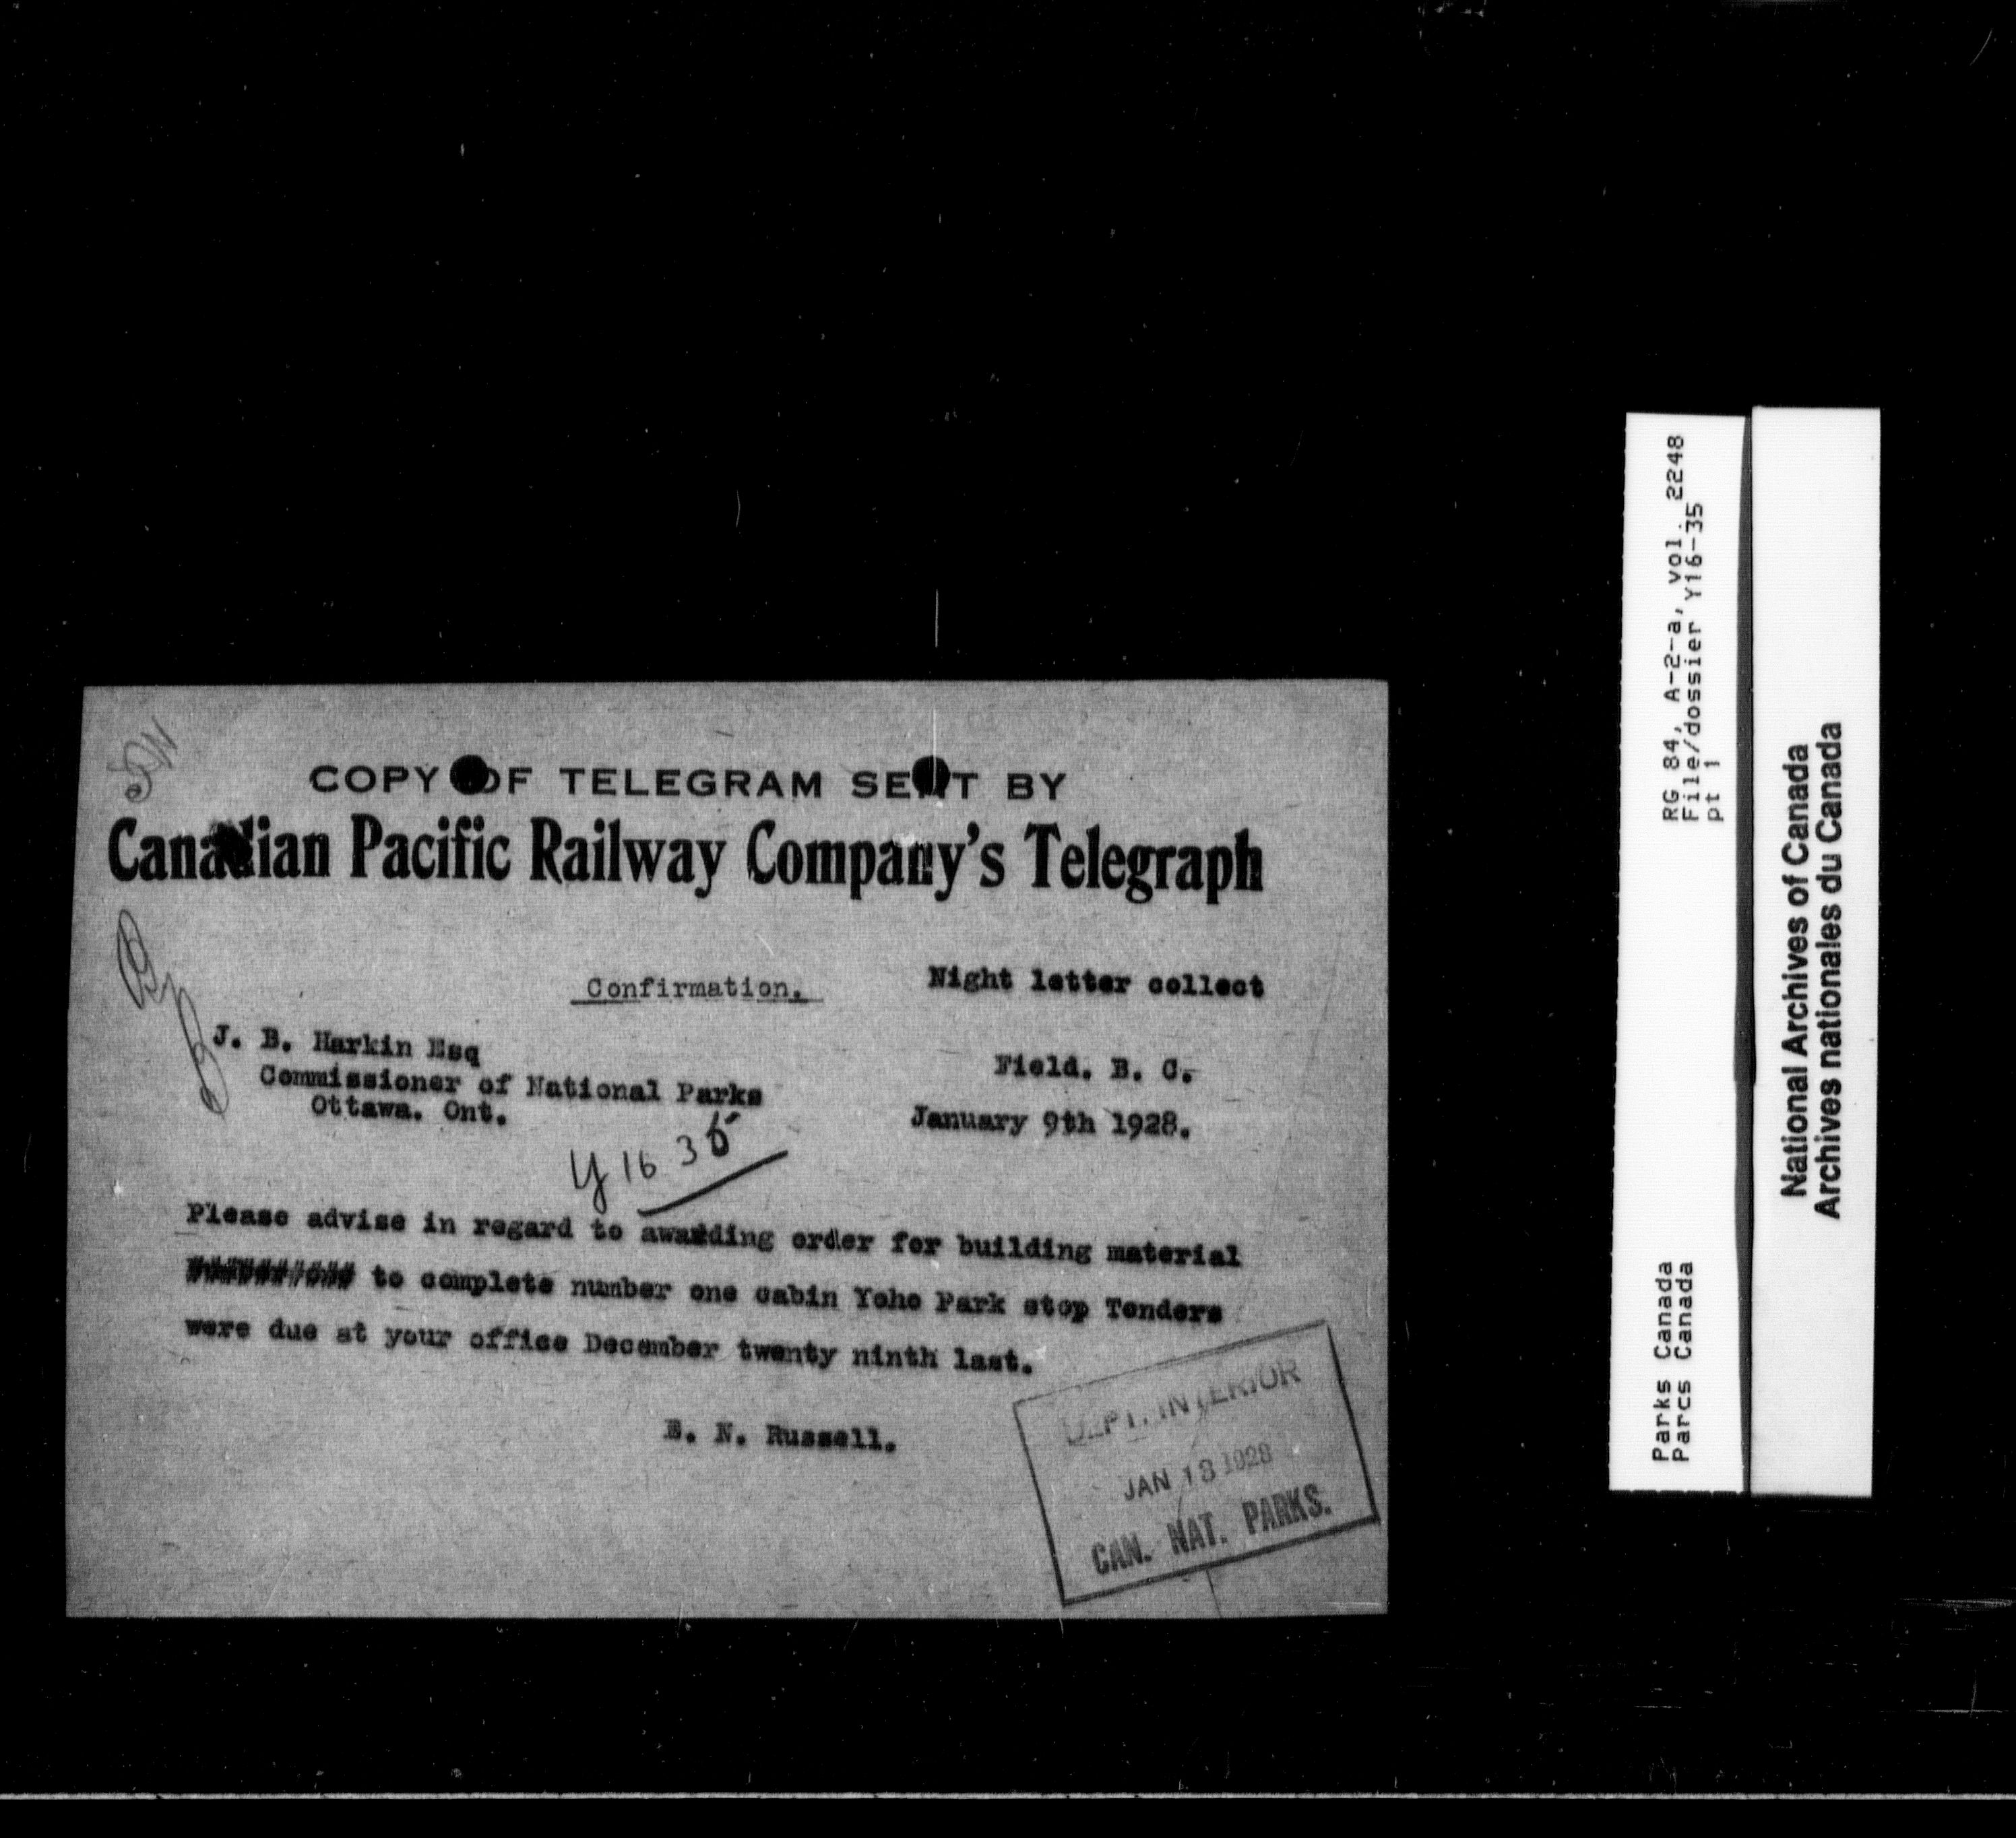 COPY OF TELEGRAM SENT BY
Canadian Pacific Railway Company's Telegraph
Confirmation.
Night letter collect
J. B. Harkin Esq
Commissioner of National Parks
Ottawa. Ont.
Field. B. C.
January 9th 1928.
Y 16 35
Please advise in regard to awarding order for building material
########## to complete number one cabin Yoho Park stop Tenders
were due at your office December twenty ninth last.
E. N. Russell.
DEPT. INTERIOR
JAN 13 1928
CAN. NAT. PARKS.
RG 84, A-2-a, vol. 2248
File/dossier Y16-35
pt 1
Parks Canada
Parcs Canada
National Archives of Canada
Archives nationales du Canada